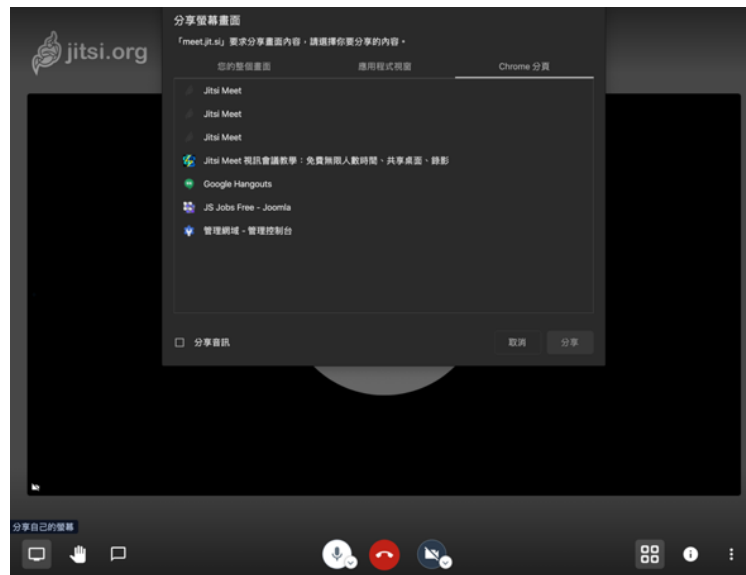 jitsi.org
分享螢幕畫面
「meet.jit.si」要求分享畫面內容，請選擇你要分享的內容。
您的整個畫面 應用程式視窗 Chrome 分頁
Jitsi Meet
Jitsi Meet
Jitsi Meet
Jitsi Meet 視訊會議教學：免費無限人數時間、共享桌面、錄影
Google Hangouts
JS Jobs Free - Joomla
管理網域 - 管理控制台
分享音訊 取消 分享
分享自己的螢幕